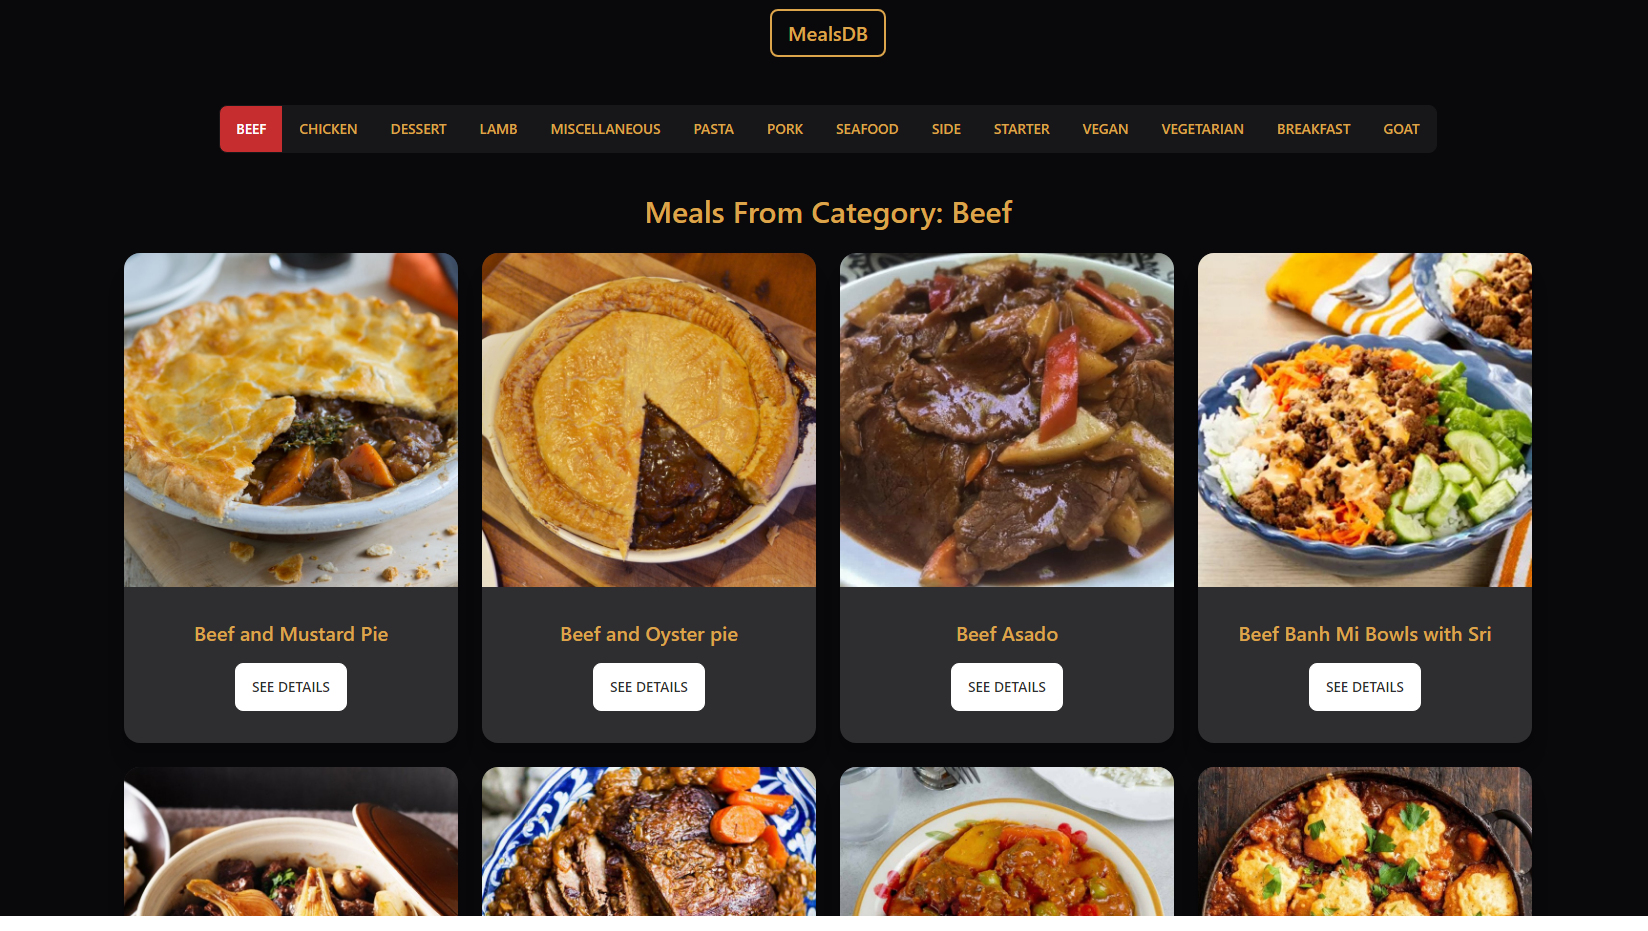 MealsDB
BEEF CHICKEN DESSERT LAMB MISCELLANEOUS PASTA PORK SEAFOOD SIDE STARTER VEGAN VEGETARIAN BREAKFAST GOAT
Meals From Category: Beef
Beef and Mustard Pie
SEE DETAILS
Beef and Oyster pie
SEE DETAILS
Beef Asado
SEE DETAILS
Beef Banh Mi Bowls with Sri
SEE DETAILS